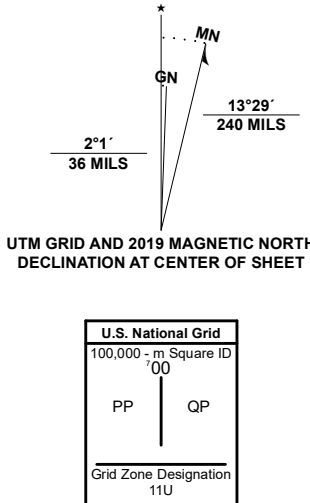 ★
MN
GN
13°29´
240 MILS
2°1´
36 MILS
UTM GRID AND 2019 MAGNETIC NORTH
DECLINATION AT CENTER OF SHEET
U.S. National Grid
100,000 - m Square ID
⁷00
PP QP
Grid Zone Designation
11U